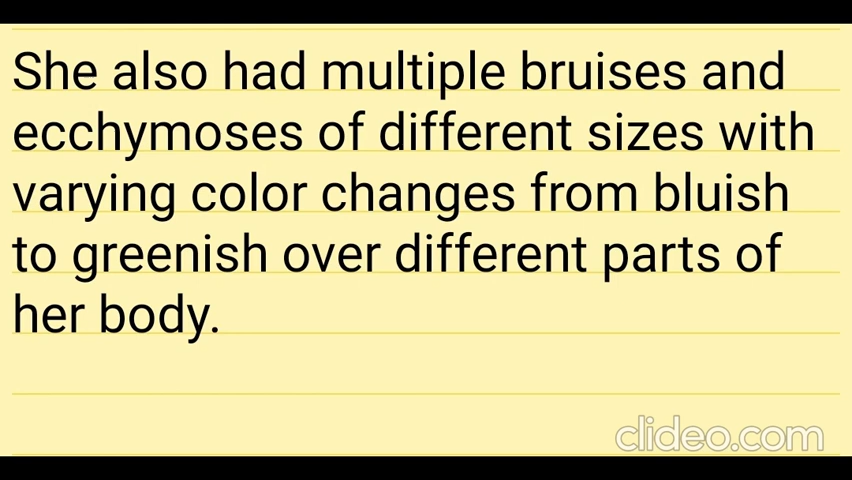 She also had multiple bruises and
ecchymoses of different sizes with
varying color changes from bluish
to greenish over different parts of
her body.
clideo.com